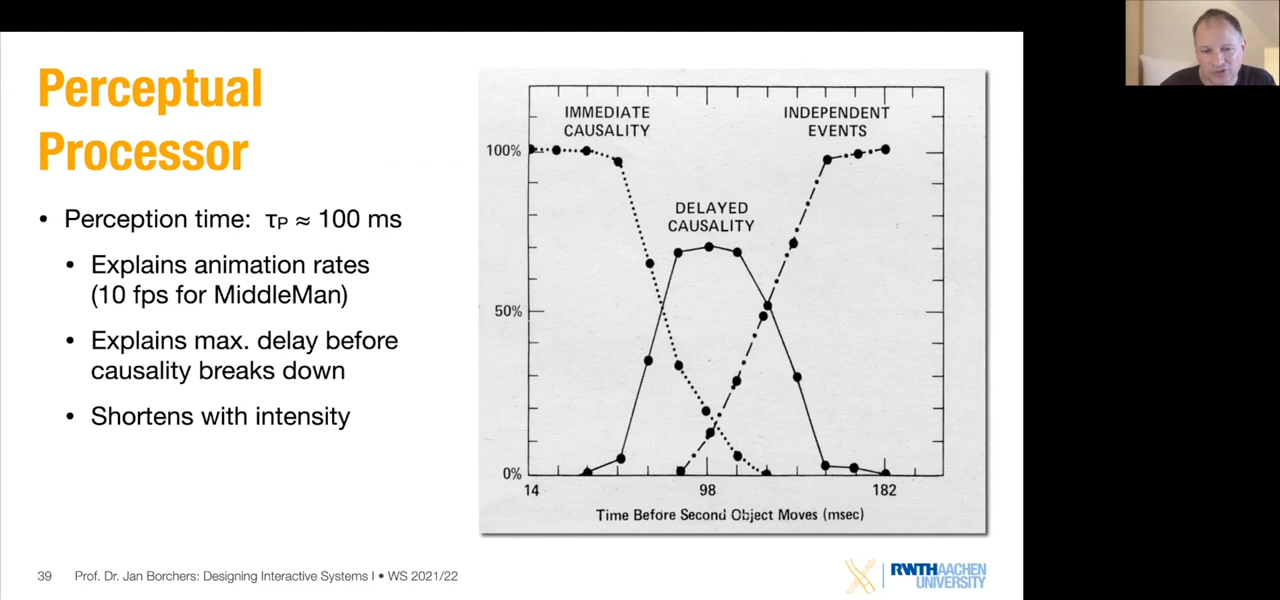 Perceptual
Processor
• Perception time: τP ≈ 100 ms
• Explains animation rates
(10 fps for MiddleMan)
• Explains max. delay before
causality breaks down
• Shortens with intensity
IMMEDIATE
CAUSALITY
INDEPENDENT
EVENTS
DELAYED
CAUSALITY
100%
50%
0%
14 98 182
Time Before Second Object Moves (msec)
39 Prof. Dr. Jan Borchers: Designing Interactive Systems I • WS 2021/22
RWTHAACHEN
UNIVERSITY